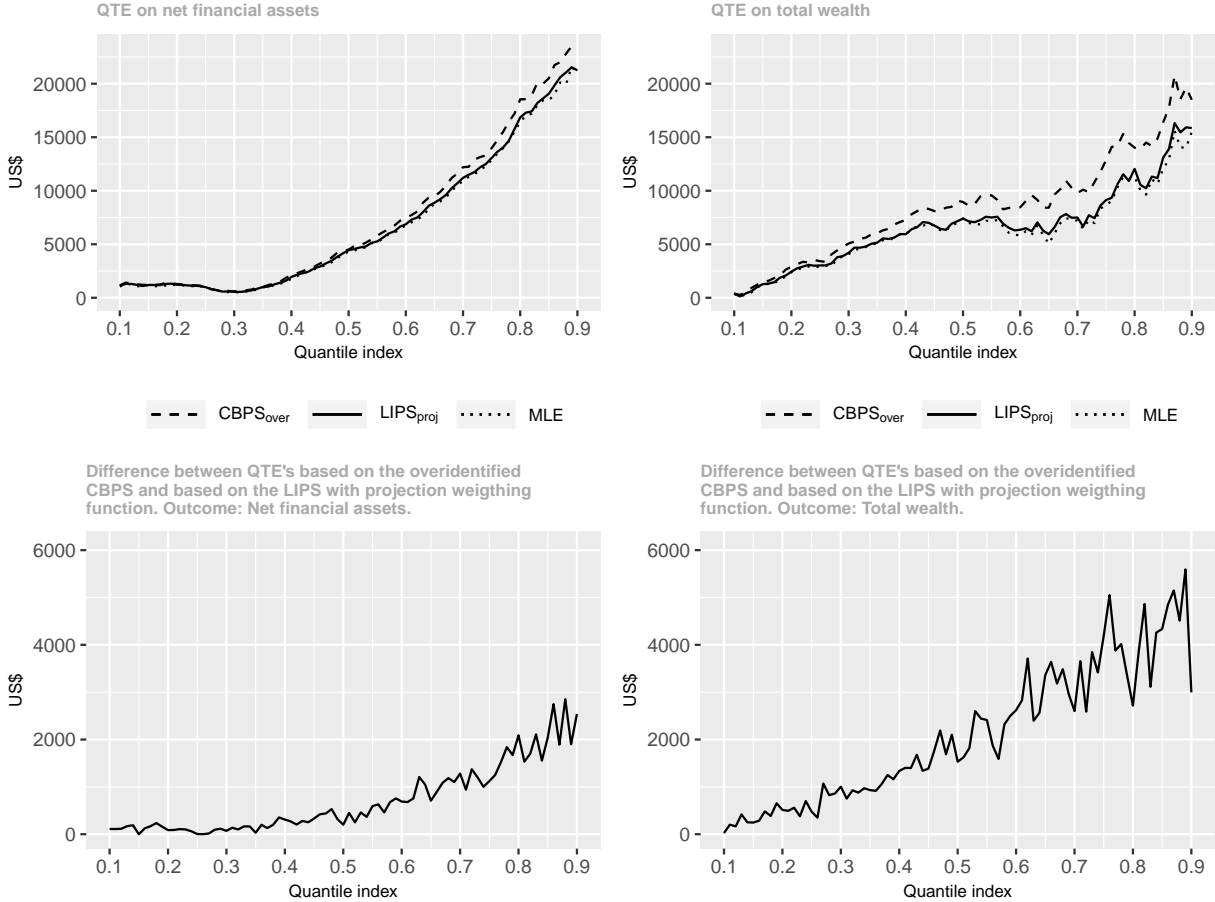 QTE on net financial assets
20000
15000
10000
5000
0
US$
0.1 0.2 0.3 0.4 0.5 0.6 0.7 0.8 0.9
Quantile index
CBPSover LIPSproj MLE
QTE on total wealth
20000
15000
10000
5000
0
US$
0.1 0.2 0.3 0.4 0.5 0.6 0.7 0.8 0.9
Quantile index
CBPSover LIPSproj MLE
Difference between QTE's based on the overidentified
CBPS and based on the LIPS with projection weigthing
function. Outcome: Net financial assets.
6000
4000
2000
0
US$
0.1 0.2 0.3 0.4 0.5 0.6 0.7 0.8 0.9
Quantile index
Difference between QTE's based on the overidentified
CBPS and based on the LIPS with projection weigthing
function. Outcome: Total wealth.
6000
4000
2000
0
US$
0.1 0.2 0.3 0.4 0.5 0.6 0.7 0.8 0.9
Quantile index